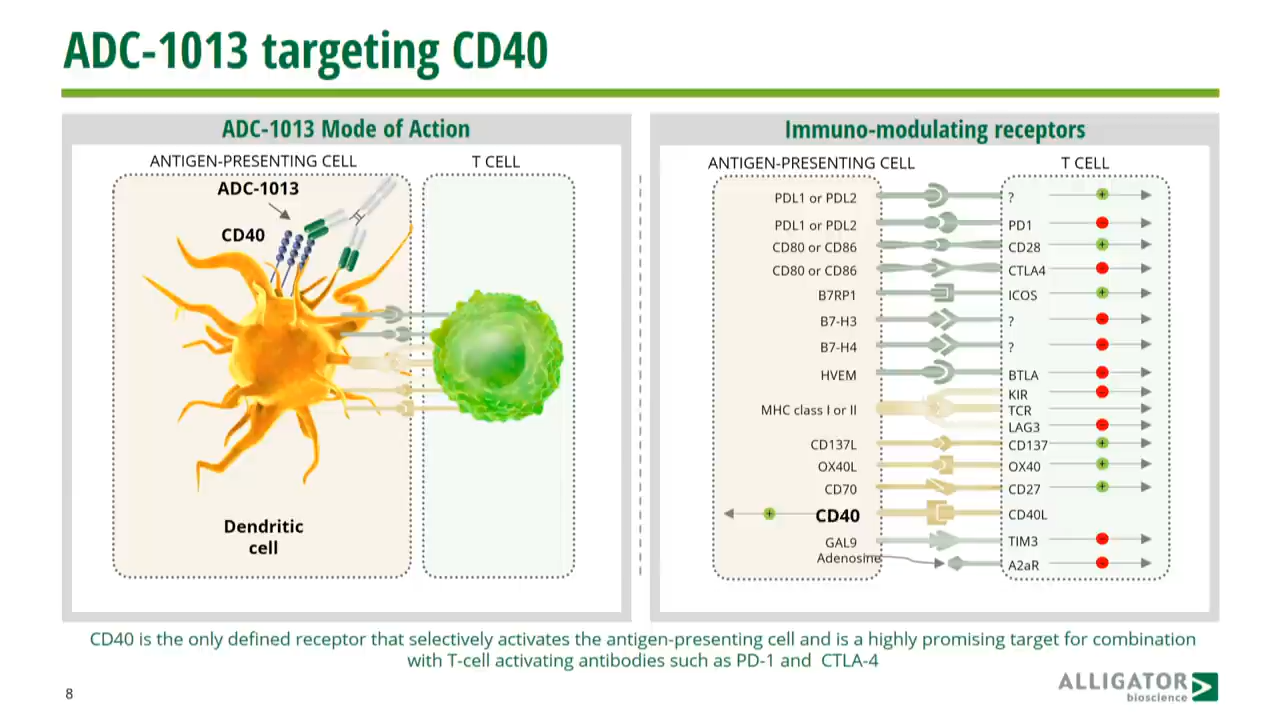 ADC-1013 targeting CD40
ADC-1013 Mode of Action
ANTIGEN-PRESENTING CELL
T CELL
ADC-1013
CD40
Dendritic
cell
Immuno-modulating receptors
ANTIGEN-PRESENTING CELL
T CELL
PDL1 or PDL2 ? +
PDL1 or PDL2 PD1 -
CD80 or CD86 CD28 +
CD80 or CD86 CTLA4 -
B7RP1 ICOS +
B7-H3 ? -
B7-H4 ? -
HVEM BTLA -
KIR -
MHC class I or II TCR
LAG3 -
CD137L CD137 +
OX40L OX40 +
CD70 CD27 +
+ CD40 CD40L
GAL9 TIM3 -
Adenosine A2aR -
CD40 is the only defined receptor that selectively activates the antigen-presenting cell and is a highly promising target for combination
with T-cell activating antibodies such as PD-1 and CTLA-4
8
ALLIGATOR
bioscience